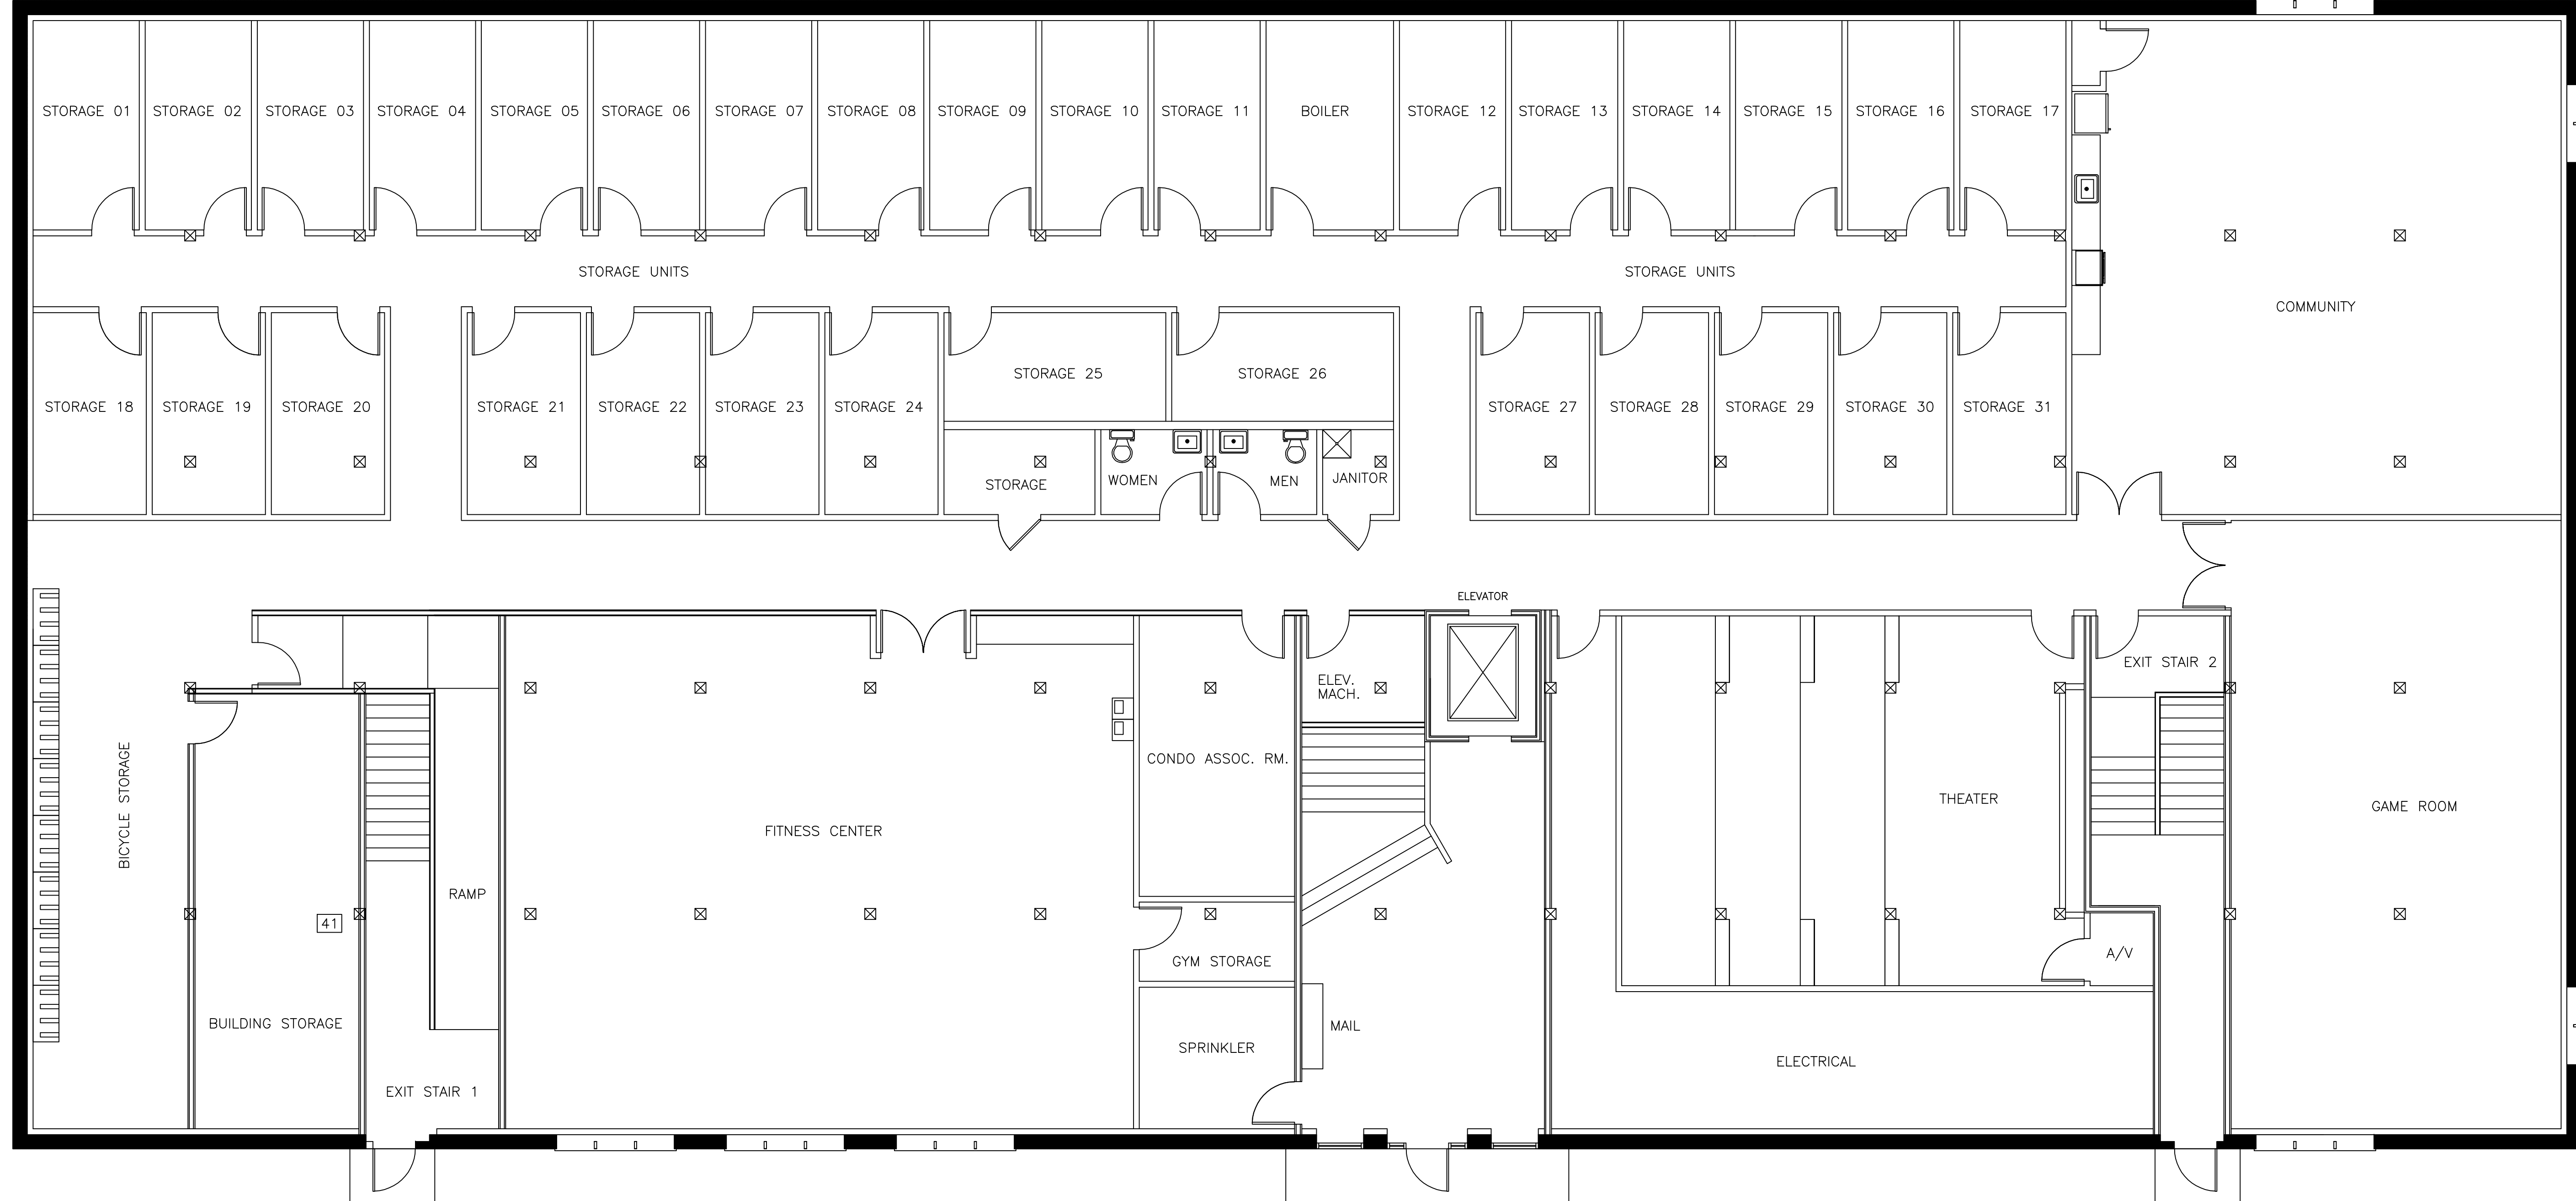 STORAGE 01
STORAGE 02
STORAGE 03
STORAGE 04
STORAGE 05
STORAGE 06
STORAGE 07
STORAGE 08
STORAGE 09
STORAGE 10
STORAGE 11
BOILER
STORAGE 12
STORAGE 13
STORAGE 14
STORAGE 15
STORAGE 16
STORAGE 17
STORAGE UNITS
STORAGE UNITS
COMMUNITY
STORAGE 18
STORAGE 19
STORAGE 20
STORAGE 21
STORAGE 22
STORAGE 23
STORAGE 24
STORAGE 25
STORAGE 26
STORAGE 27
STORAGE 28
STORAGE 29
STORAGE 30
STORAGE 31
STORAGE
WOMEN
MEN
JANITOR
ELEVATOR
ELEV.
MACH.
EXIT STAIR 2
BICYCLE STORAGE
CONDO ASSOC. RM.
THEATER
GAME ROOM
FITNESS CENTER
RAMP
41
GYM STORAGE
A/V
BUILDING STORAGE
MAIL
SPRINKLER
ELECTRICAL
EXIT STAIR 1